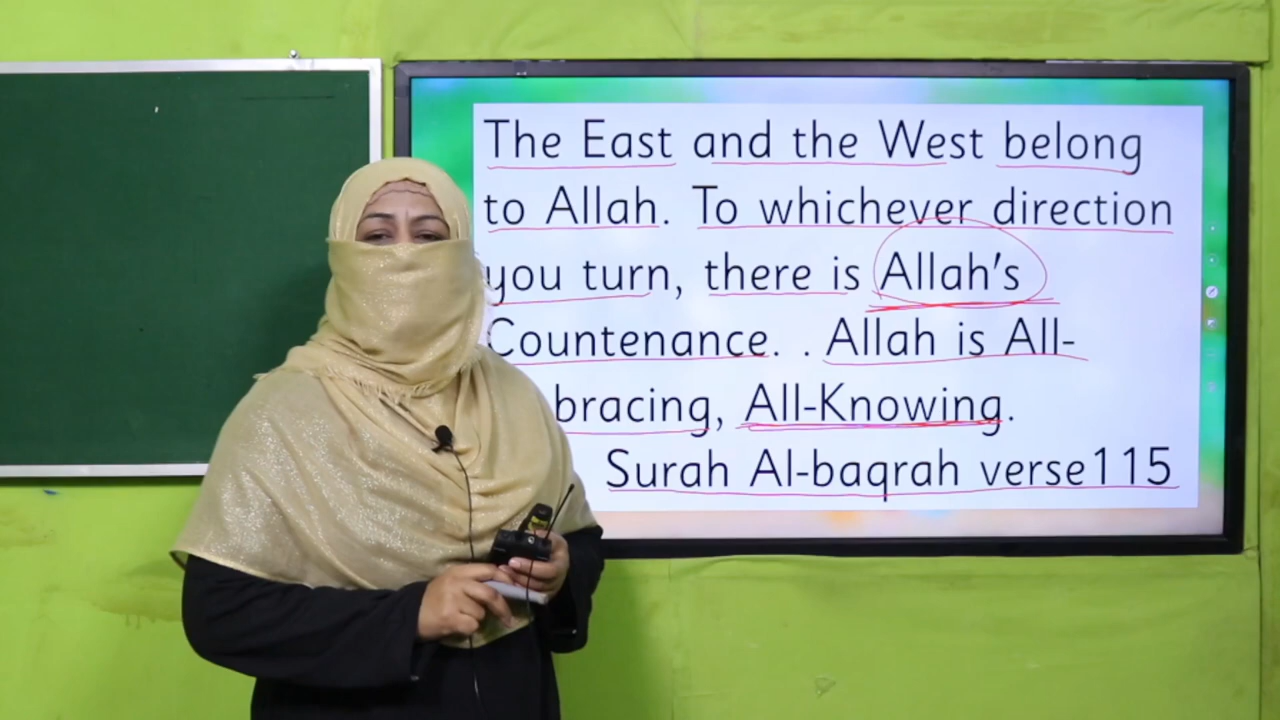 The East and the West belong
to Allah. To whichever direction
you turn, there is Allah's
Countenance. . Allah is All-
bracing, All-Knowing.
Surah Al-baqrah verse115